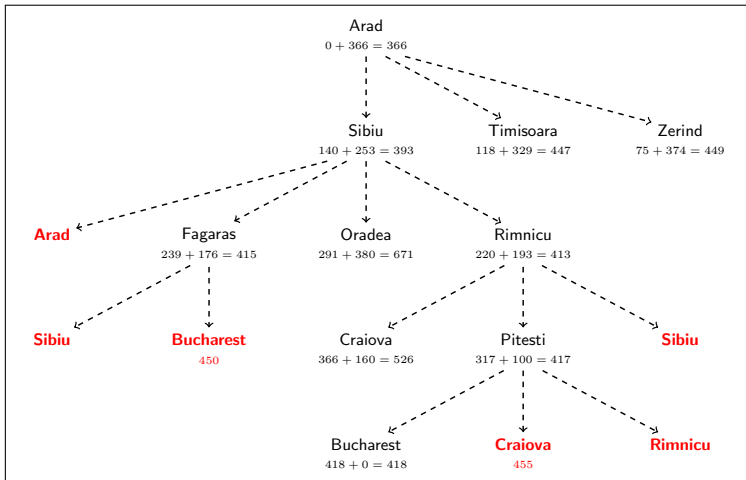 Arad
0 + 366 = 366
Sibiu
140 + 253 = 393
Timisoara
118 + 329 = 447
Zerind
75 + 374 = 449
Arad
Fagaras
239 + 176 = 415
Oradea
291 + 380 = 671
Rimnicu
220 + 193 = 413
Sibiu
Bucharest
450
Craiova
366 + 160 = 526
Pitesti
317 + 100 = 417
Sibiu
Bucharest
418 + 0 = 418
Craiova
455
Rimnicu